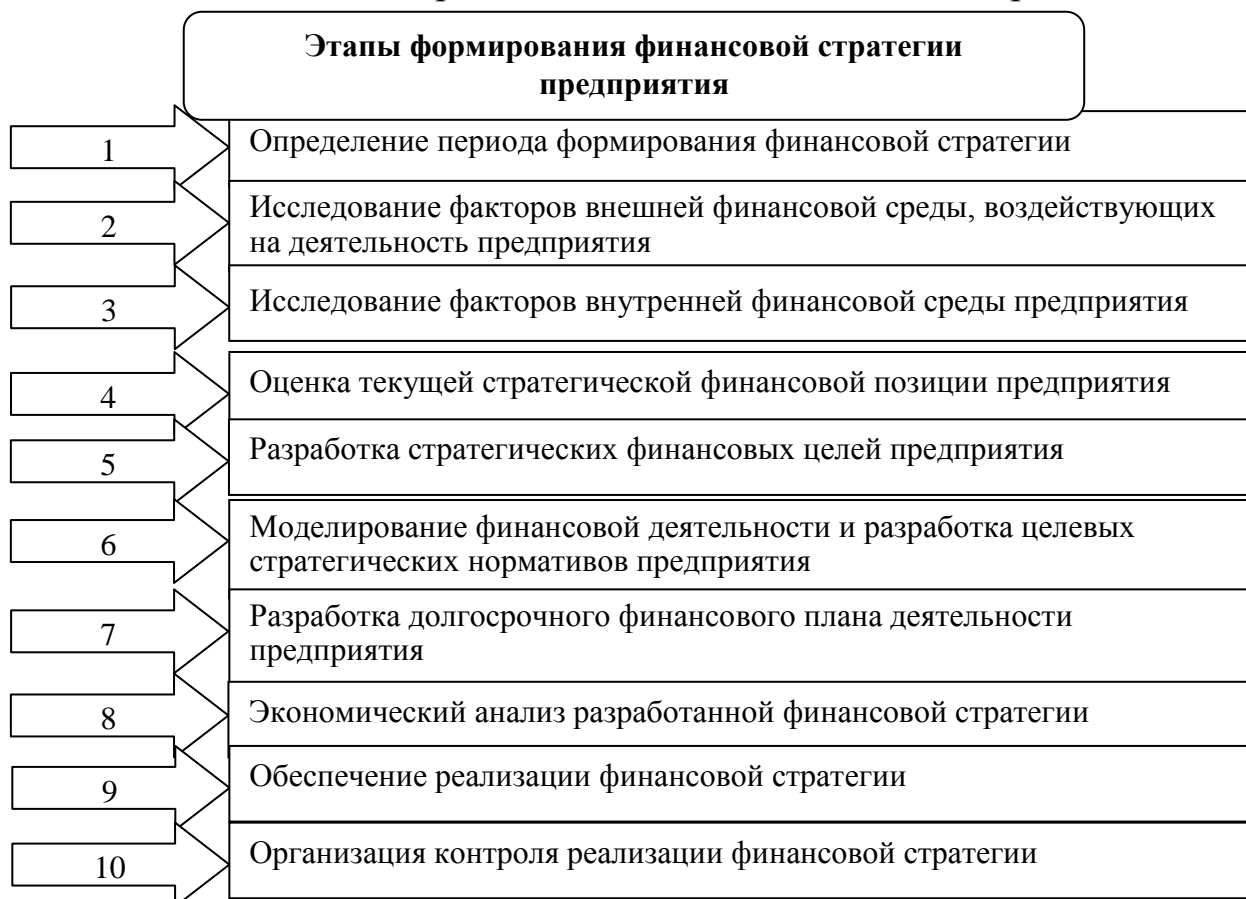 Этапы формирования финансовой стратегии
предприятия
1
Определение периода формирования финансовой стратегии
2
Исследование факторов внешней финансовой среды, воздействующих
на деятельность предприятия
3
Исследование факторов внутренней финансовой среды предприятия
4
Оценка текущей стратегической финансовой позиции предприятия
5
Разработка стратегических финансовых целей предприятия
6
Моделирование финансовой деятельности и разработка целевых
стратегических нормативов предприятия
7
Разработка долгосрочного финансового плана деятельности
предприятия
8
Экономический анализ разработанной финансовой стратегии
9
Обеспечение реализации финансовой стратегии
10
Организация контроля реализации финансовой стратегии